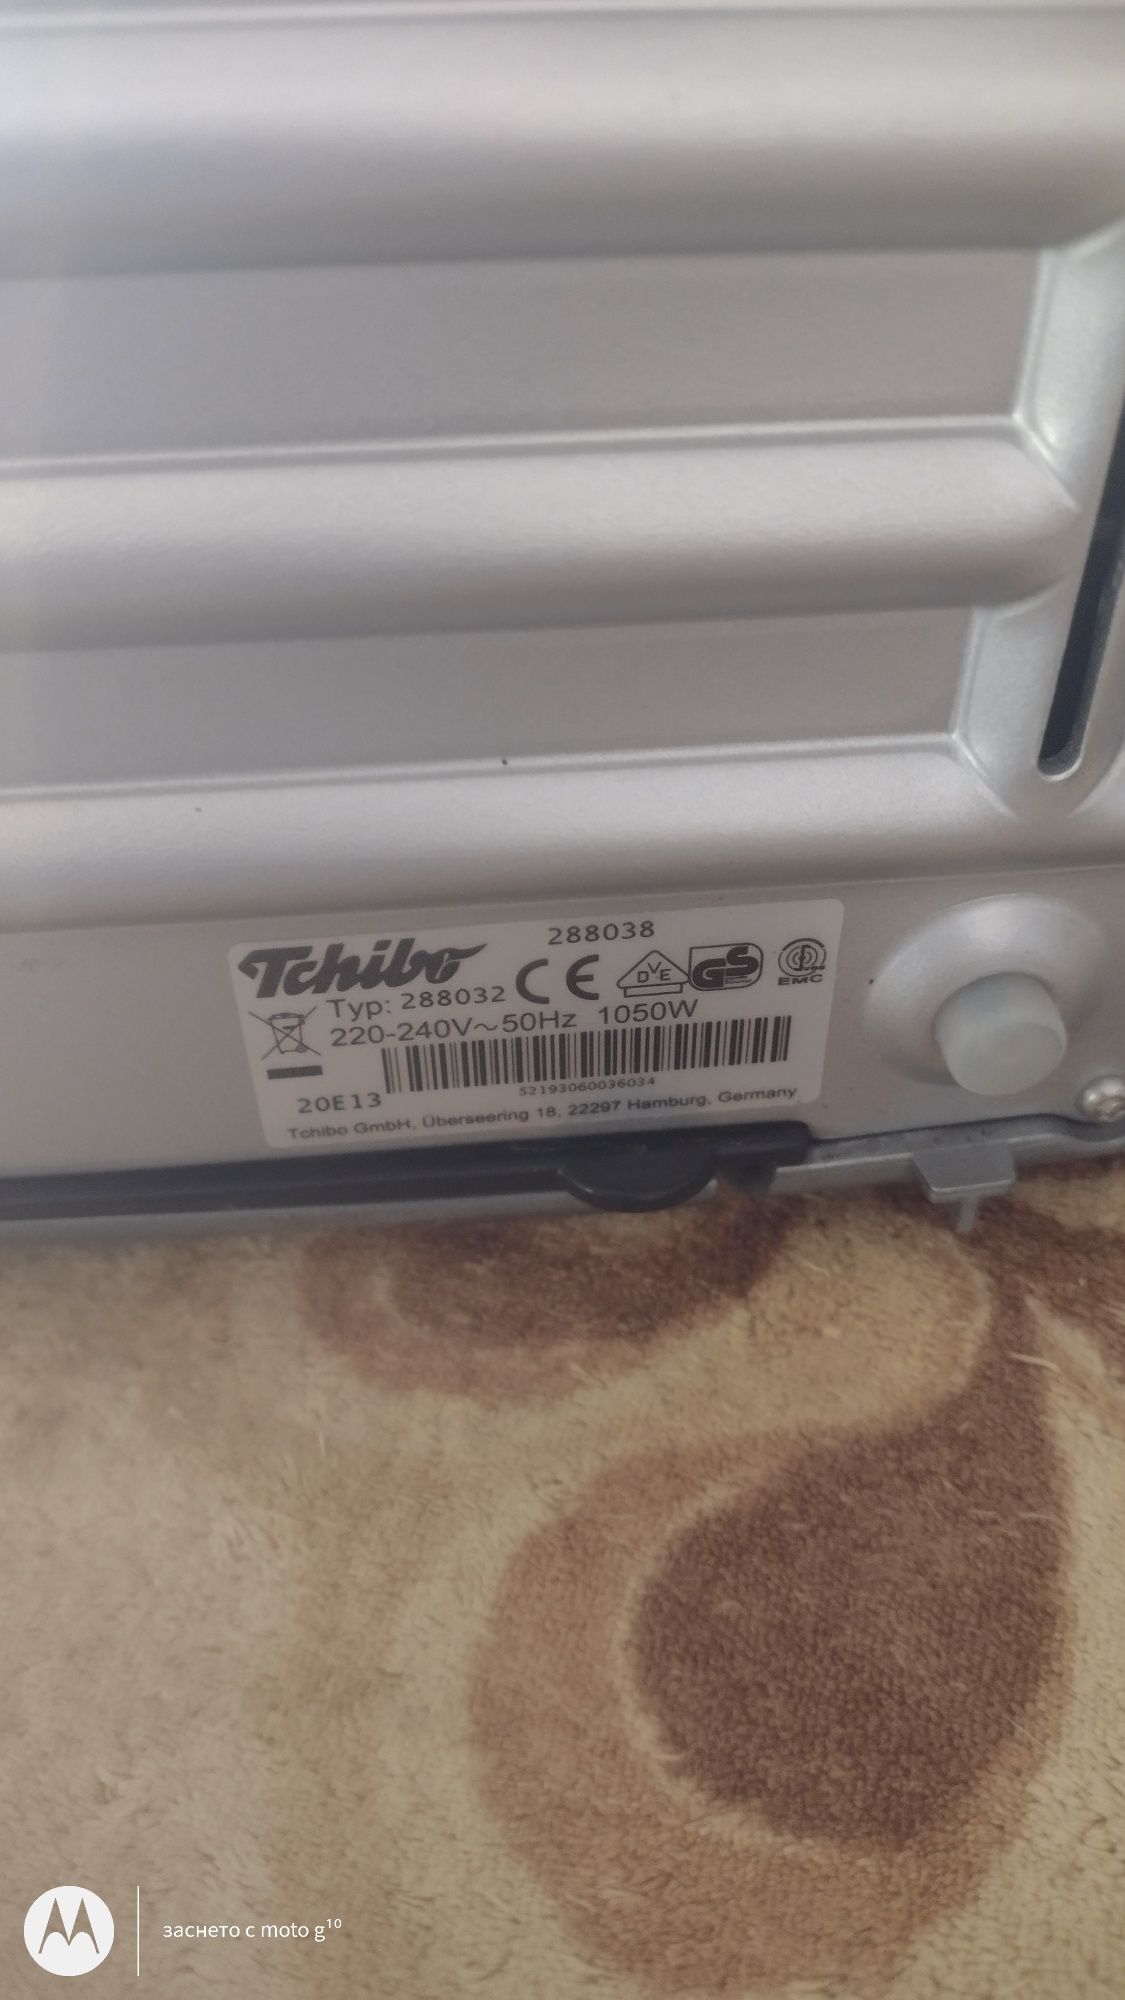 288038
Tchibo
Typ: 288032
CE
DVE
GS
EMC
220-240V~50Hz 1050W
20E13
52193060036034
Tchibo GmbH, Überseering 18, 22297 Hamburg, Germany
заснето с moto g¹⁰